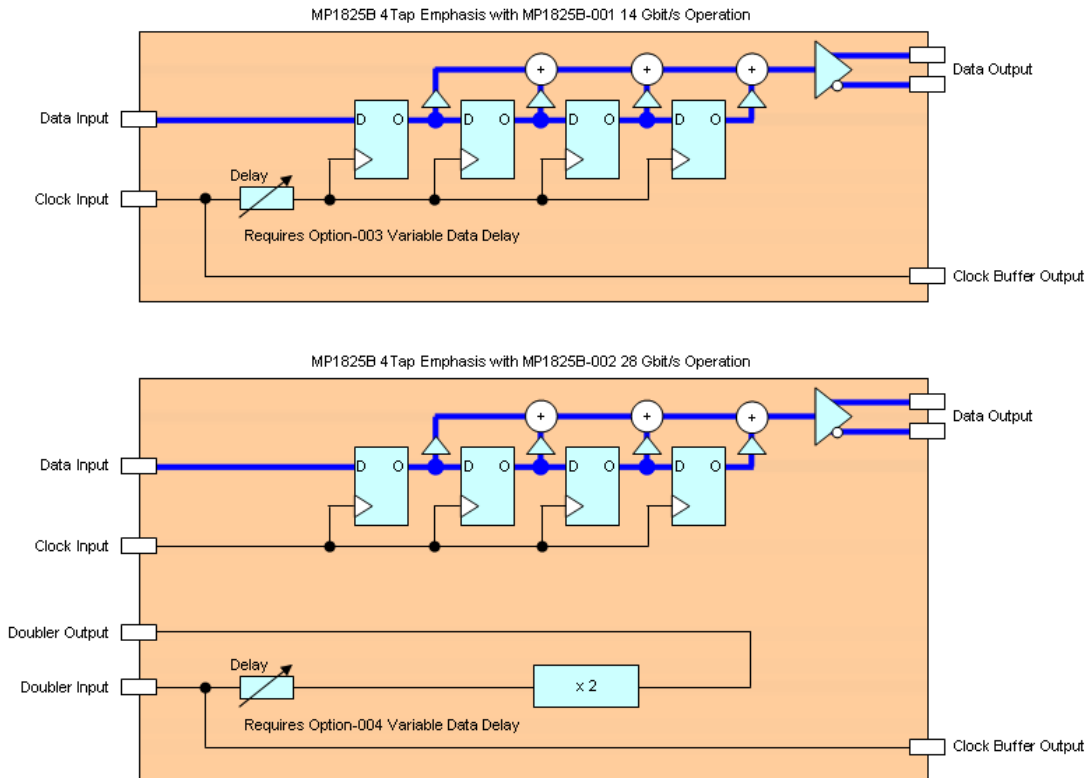 MP1825B 4Tap Emphasis with MP1825B-001 14 Gbit/s Operation
Data Output
+ + +
Data Input
D O D O D O D O
Delay
Clock Input
Requires Option-003 Variable Data Delay
Clock Buffer Output
MP1825B 4Tap Emphasis with MP1825B-002 28 Gbit/s Operation
Data Output
+ + +
Data Input
D O D O D O D O
Clock Input
Doubler Output
Delay
Doubler Input
x 2
Requires Option-004 Variable Data Delay
Clock Buffer Output